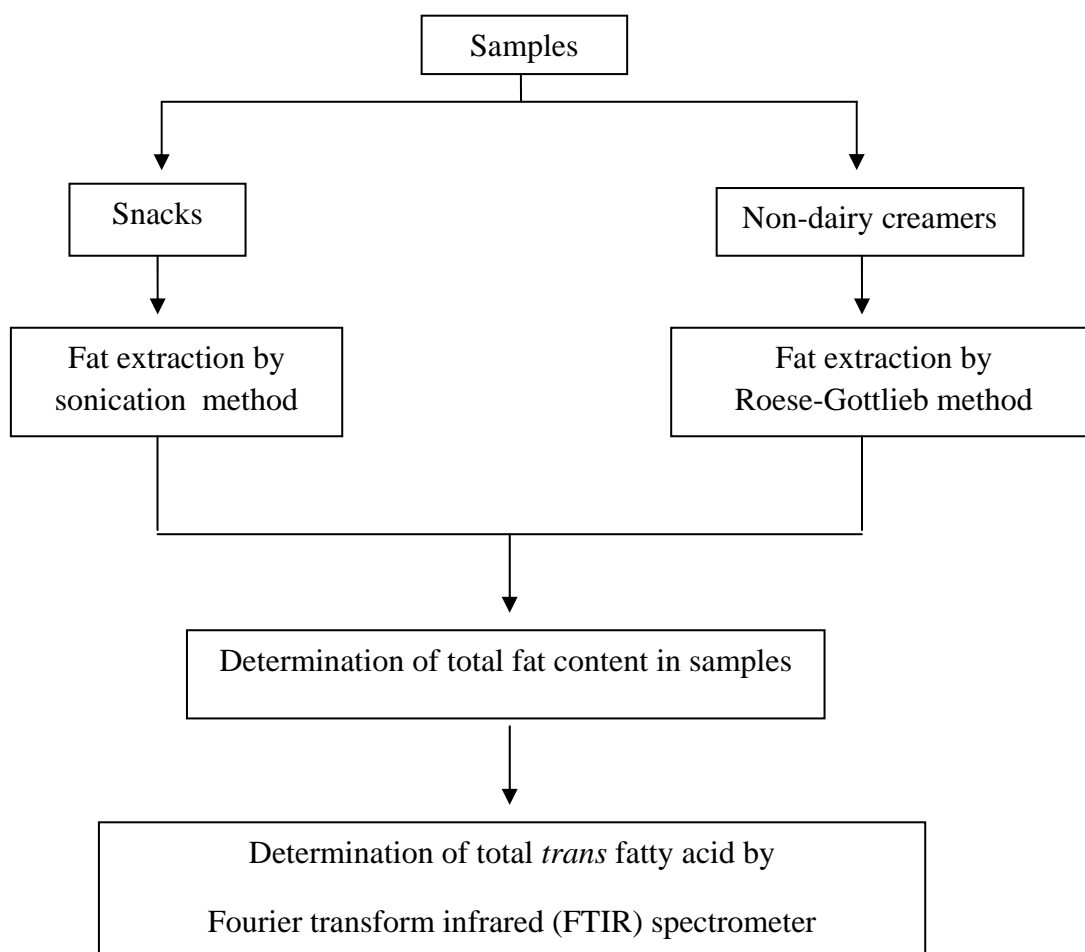 Samples
Snacks
Non-dairy creamers
Fat extraction by
sonication method
Fat extraction by
Roese-Gottlieb method
Determination of total fat content in samples
Determination of total trans fatty acid by
Fourier transform infrared (FTIR) spectrometer